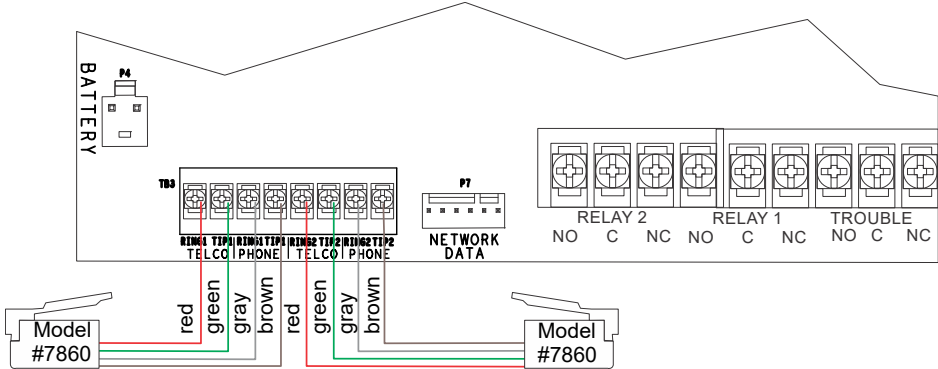 BATTERY
P4
TB3
RING1 TIP1 RING1 TIP1 RING2 TIP2 RING2 TIP2
TELCO PHONE TELCO PHONE
P7
NETWORK
DATA
RELAY 2 RELAY 1 TROUBLE
NO C NC NO C NC NO C NC
red green gray brown red green gray brown
Model
#7860
Model
#7860